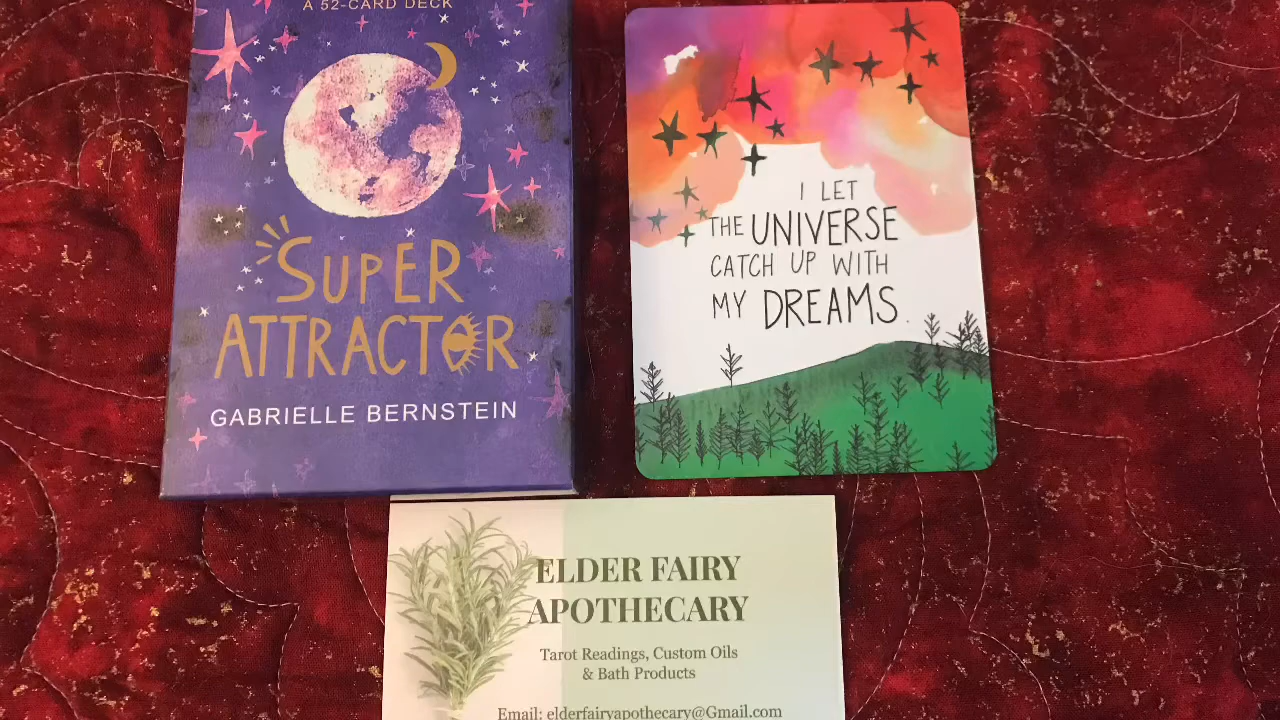 A 52-CARD DECK
SUPER
ATTRACTOR
GABRIELLE BERNSTEIN
I LET
THE UNIVERSE
CATCH UP WITH
MY DREAMS.
ELDER FAIRY
APOTHECARY
Tarot Readings, Custom Oils
& Bath Products
Email: elderfairyapothecary@Gmail.com